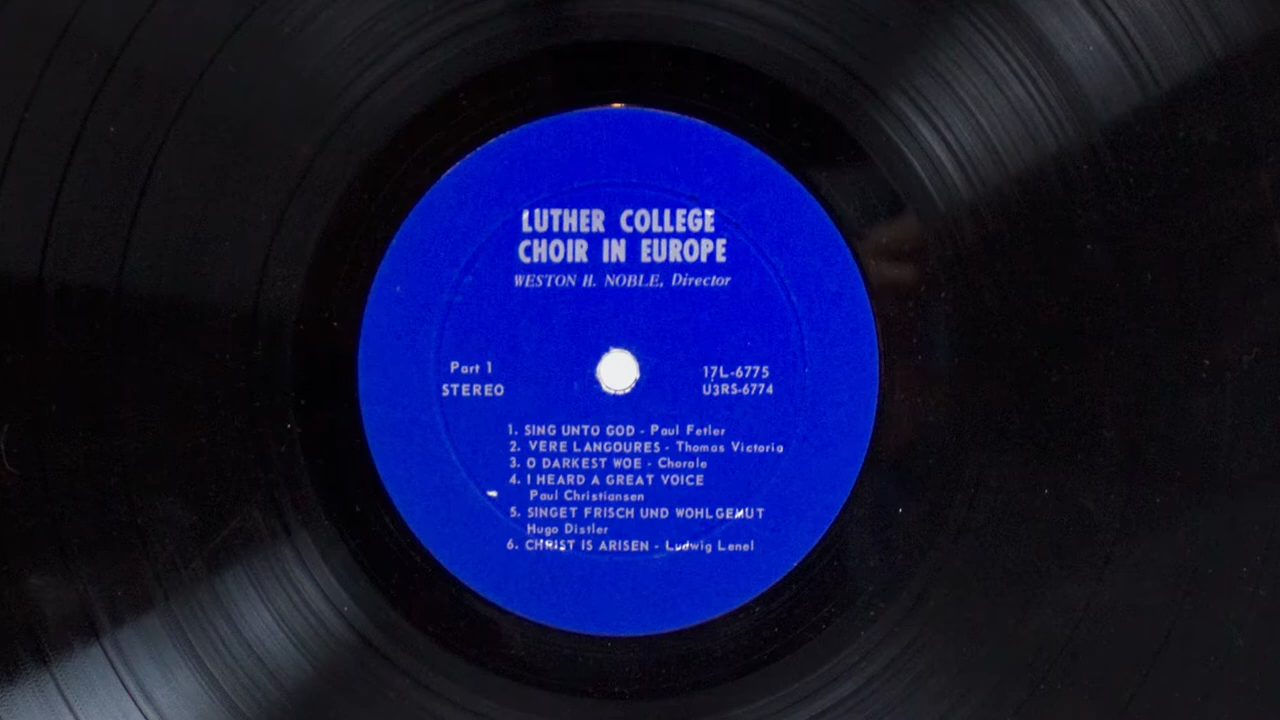 LUTHER COLLEGE
CHOIR IN EUROPE
WESTON H. NOBLE, Director
Part 1
STEREO
17L-6775
U3RS-6774
1. SING UNTO GOD - Paul Fetler
2. VERE LANGOURES - Thomas Victoria
3. O DARKEST WOE - Chorale
4. I HEARD A GREAT VOICE
Paul Christiansen
5. SINGET FRISCH UND WOHLGEMUT
Hugo Distler
6. CHRIST IS ARISEN - Ludwig Lenel